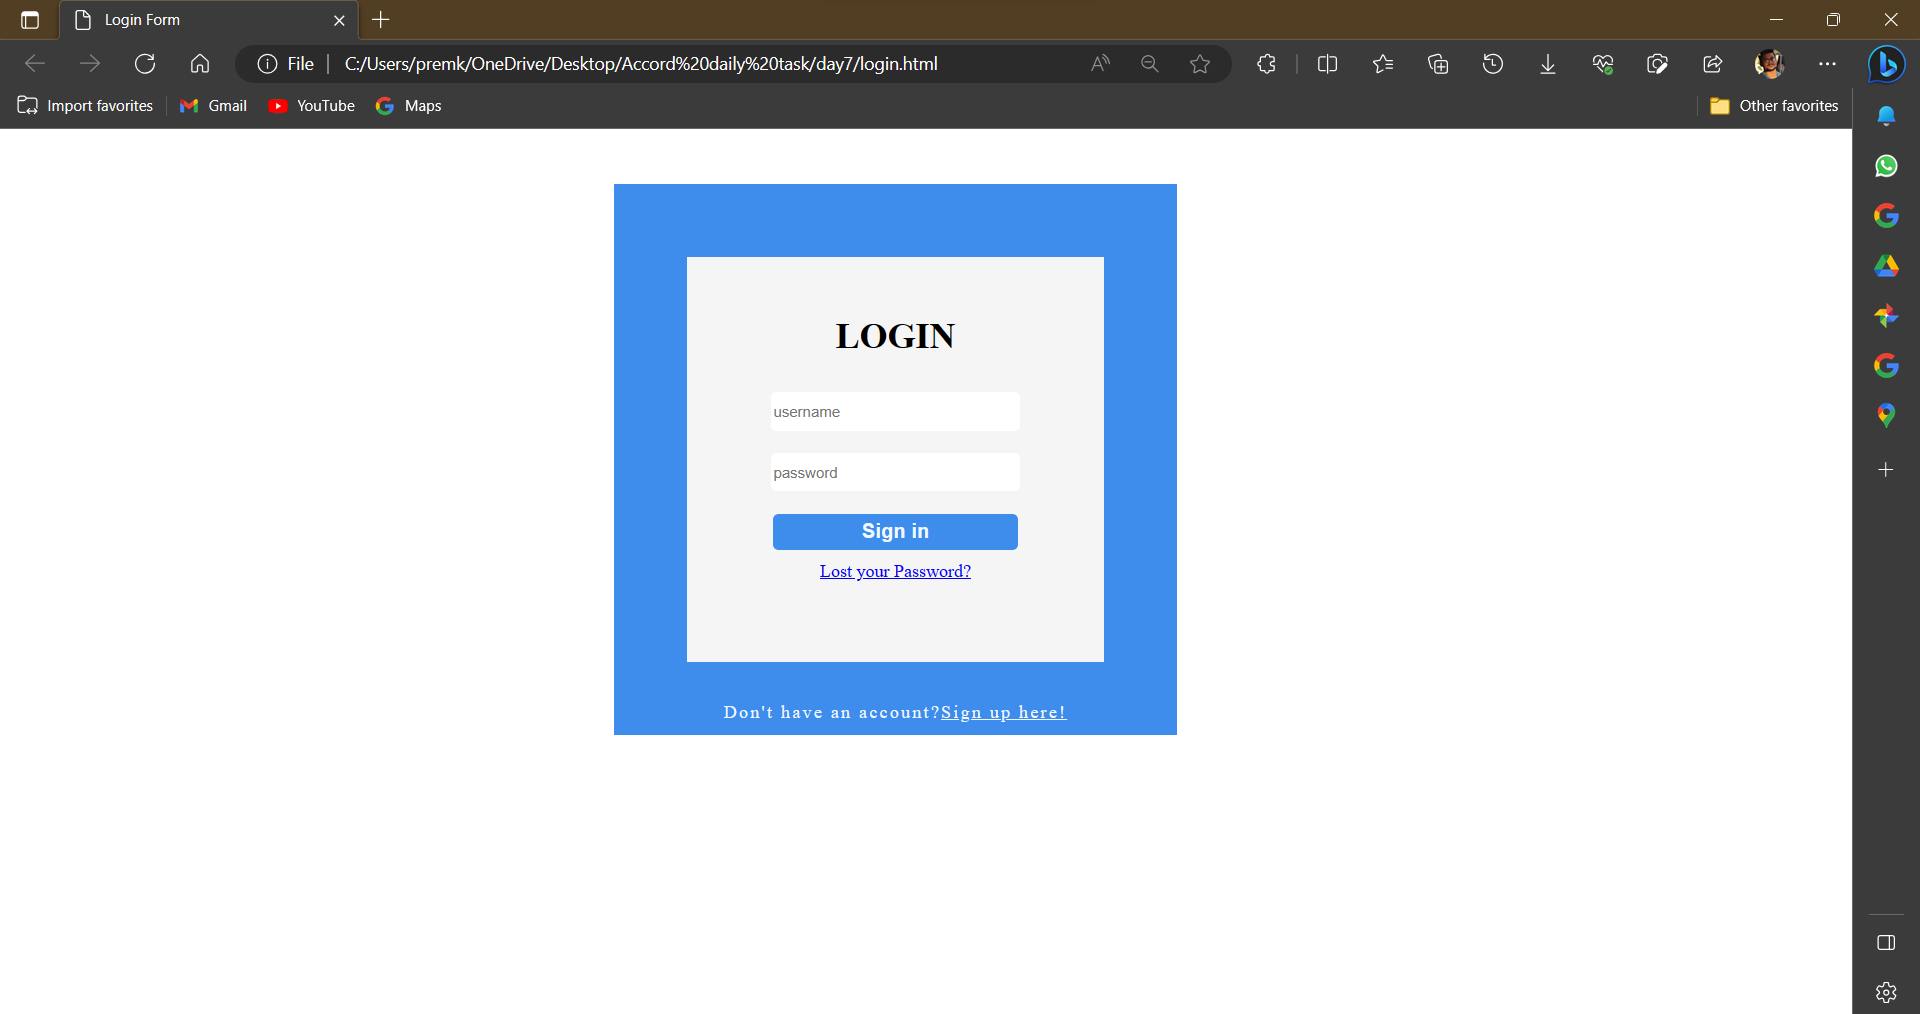 Login Form
File
C:/Users/premk/OneDrive/Desktop/Accord%20daily%20task/day7/login.html
Import favorites
Gmail
YouTube
Maps
Other favorites
LOGIN
username
password
Sign in
Lost your Password?
Don't have an account?Sign up here!